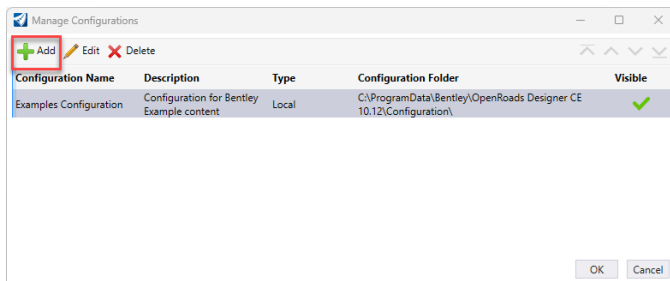 Manage Configurations
Add Edit Delete
Configuration Name Description Type Configuration Folder Visible
Examples Configuration Configuration for Bentley Example content Local C:\ProgramData\Bentley\OpenRoads Designer CE 10.12\Configuration\
OK Cancel